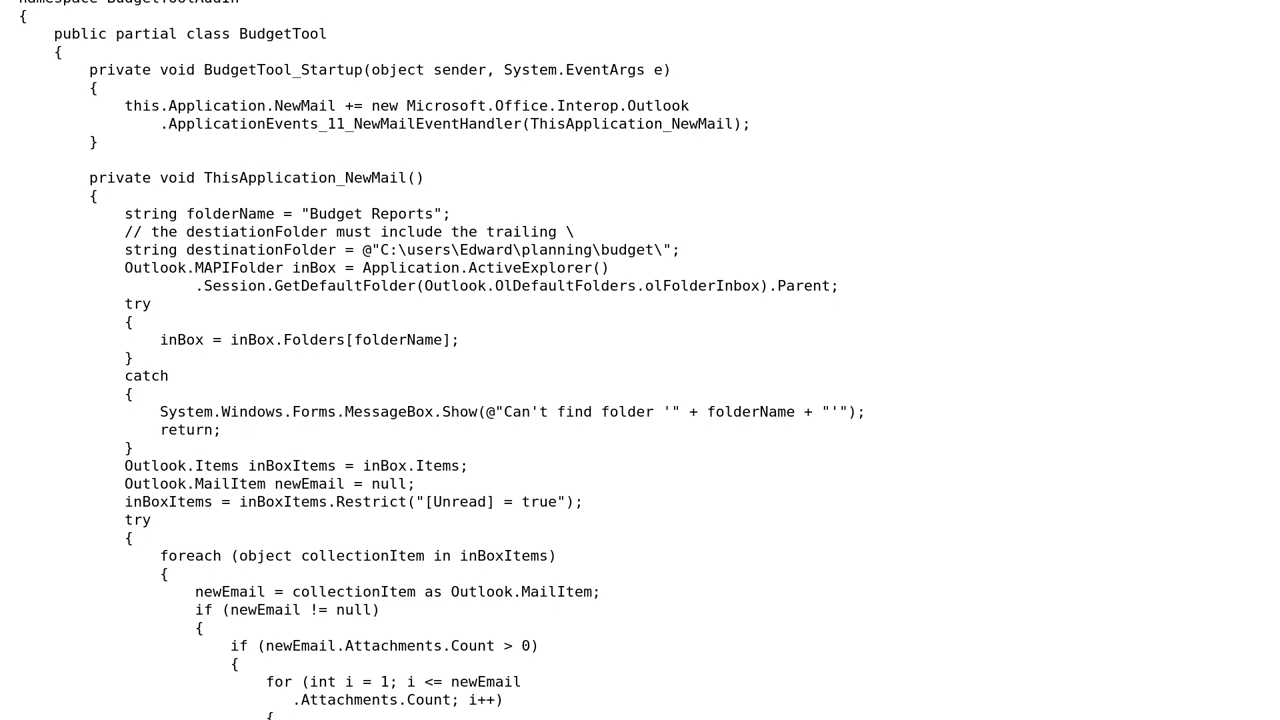 namespace BudgetToolAddIn
{
    public partial class BudgetTool
    {
        private void BudgetTool_Startup(object sender, System.EventArgs e)
        {
            this.Application.NewMail += new Microsoft.Office.Interop.Outlook
                .ApplicationEvents_11_NewMailEventHandler(ThisApplication_NewMail);
        }

        private void ThisApplication_NewMail()
        {
            string folderName = "Budget Reports";
            // the destiationFolder must include the trailing \
            string destinationFolder = @"C:\users\Edward\planning\budget\";
            Outlook.MAPIFolder inBox = Application.ActiveExplorer()
                    .Session.GetDefaultFolder(Outlook.OlDefaultFolders.olFolderInbox).Parent;
            try
            {
                inBox = inBox.Folders[folderName];
            }
            catch
            {
                System.Windows.Forms.MessageBox.Show(@"Can't find folder '" + folderName + "'");
                return;
            }
            Outlook.Items inBoxItems = inBox.Items;
            Outlook.MailItem newEmail = null;
            inBoxItems = inBoxItems.Restrict("[Unread] = true");
            try
            {
                foreach (object collectionItem in inBoxItems)
                {
                    newEmail = collectionItem as Outlook.MailItem;
                    if (newEmail != null)
                    {
                        if (newEmail.Attachments.Count > 0)
                        {
                            for (int i = 1; i <= newEmail
                               .Attachments.Count; i++)
                            {